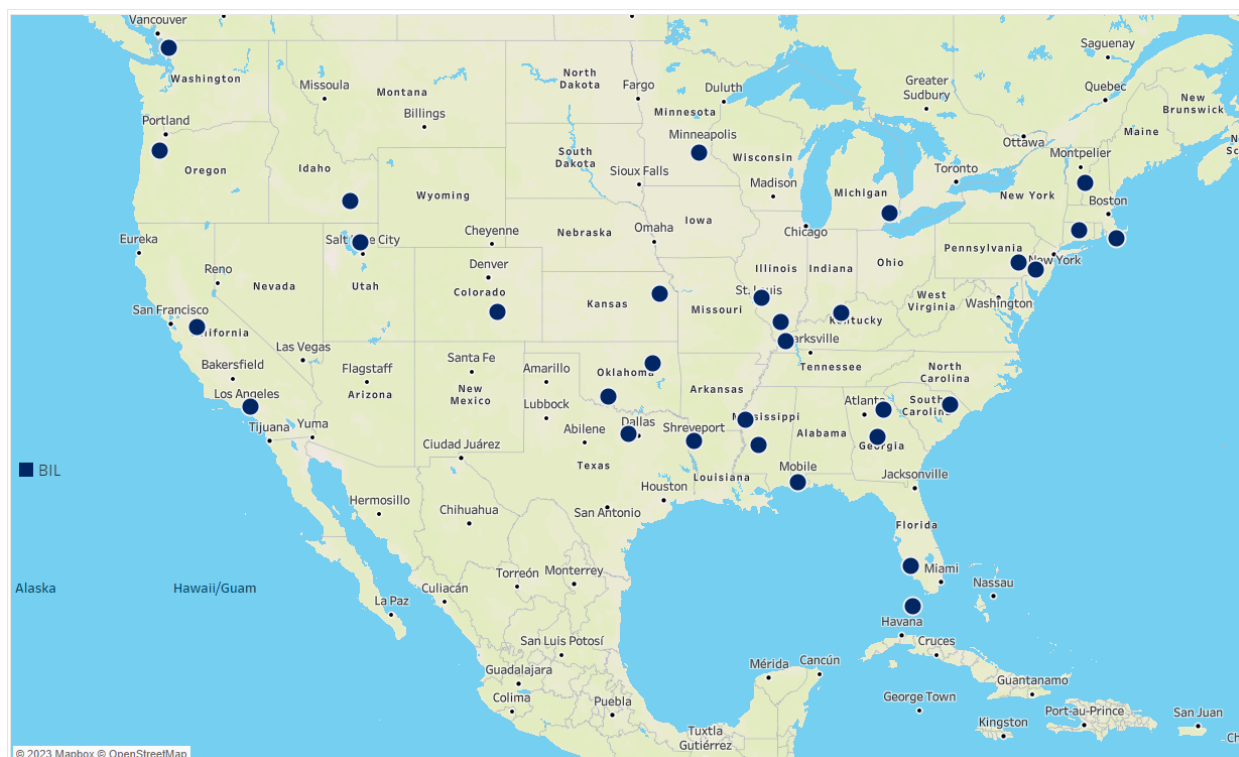 Vancouver
Saguenay
Washington
Missoula
Montana
North
Dakota
Fargo
Duluth
Greater
Sudbury
Quebec
New
Brunswick
Portland
Billings
Minnesota
Minneapolis
Ottawa
Maine
Montpelier
Oregon
Idaho
South
Dakota
Sioux Falls
Wisconsin
Madison
Michigan
Toronto
New York
Boston
Wyoming
Iowa
Chicago
Eureka
Salt
City
Cheyenne
Nebraska
Omaha
Pennsylvania
New York
Reno
Nevada
Utah
Denver
Colorado
Kansas
Illinois
Indiana
Ohio
St. Louis
Missouri
West
Virginia
Washington
San Francisco
Las Vegas
Santa Fe
Tennessee
Bakersfield
Flagstaff
Arizona
New
Mexico
Amarillo
Oklahoma
Arkansas
North
Carolina
Los Angeles
Lubbock
Atlanta
South
Carolina
Tijuana
Yuma
Ciudad Juárez
Abilene
Dallas
Shreveport
Alabama
Georgia
BIL
Texas
Louisiana
Mobile
Jacksonville
Hermosillo
Chihuahua
San Antonio
Houston
Florida
Alaska
Hawaii/Guam
Culiacán
Torreón
Monterrey
Miami
Nassau
La Paz
Havana
San Luis Potosí
Cruces
Guadalajara
Colima
Mérida
Cancún
Guantanamo
Puebla
George Town
Port-au-Prince
San Juan
Kingston
Tuxtla
Gutiérrez
© 2023 Mapbox © OpenStreetMap